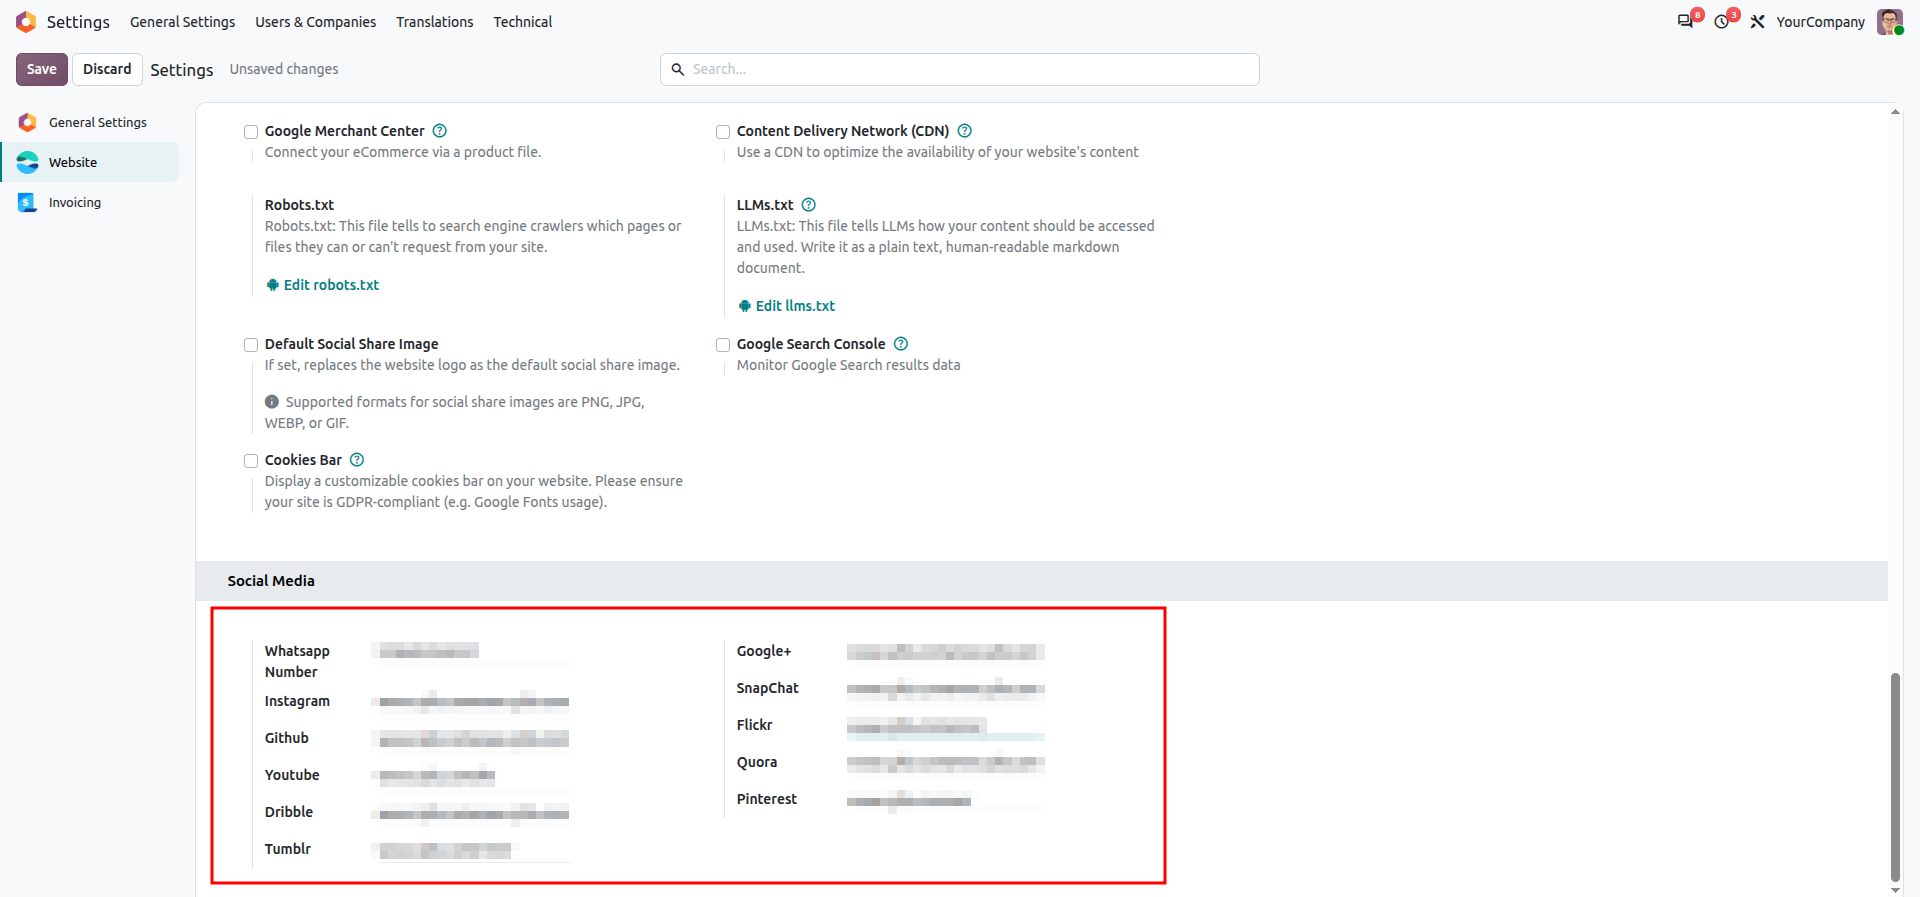 Settings
General Settings
Users & Companies
Translations
Technical
8
3
YourCompany
Save
Discard
Settings
Unsaved changes
Search...
General Settings
Website
Invoicing
Google Merchant Center
Connect your eCommerce via a product file.
Content Delivery Network (CDN)
Use a CDN to optimize the availability of your website's content
Robots.txt
Robots.txt: This file tells to search engine crawlers which pages or
files they can or can't request from your site.
Edit robots.txt
LLMs.txt
LLMs.txt: This file tells LLMs how your content should be accessed
and used. Write it as a plain text, human-readable markdown
document.
Edit llms.txt
Default Social Share Image
If set, replaces the website logo as the default social share image.
Supported formats for social share images are PNG, JPG,
WEBP, or GIF.
Google Search Console
Monitor Google Search results data
Cookies Bar
Display a customizable cookies bar on your website. Please ensure
your site is GDPR-compliant (e.g. Google Fonts usage).
Social Media
Whatsapp
Number
Instagram
Github
Youtube
Dribble
Tumblr
Google+
SnapChat
Flickr
Quora
Pinterest